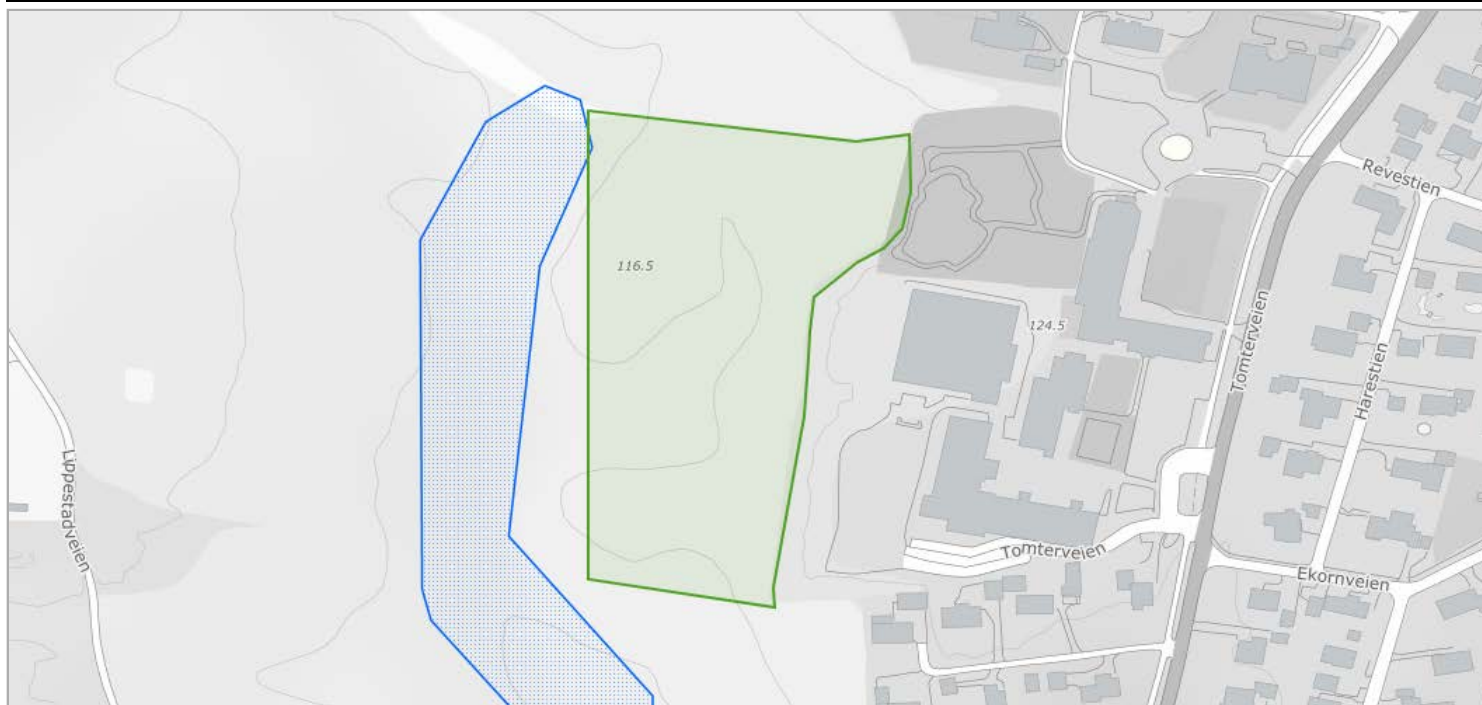 Revestien
116.5
124.5
Tomterveien
Harestien
Lippestadveien
Tomterveien
Ekornveien